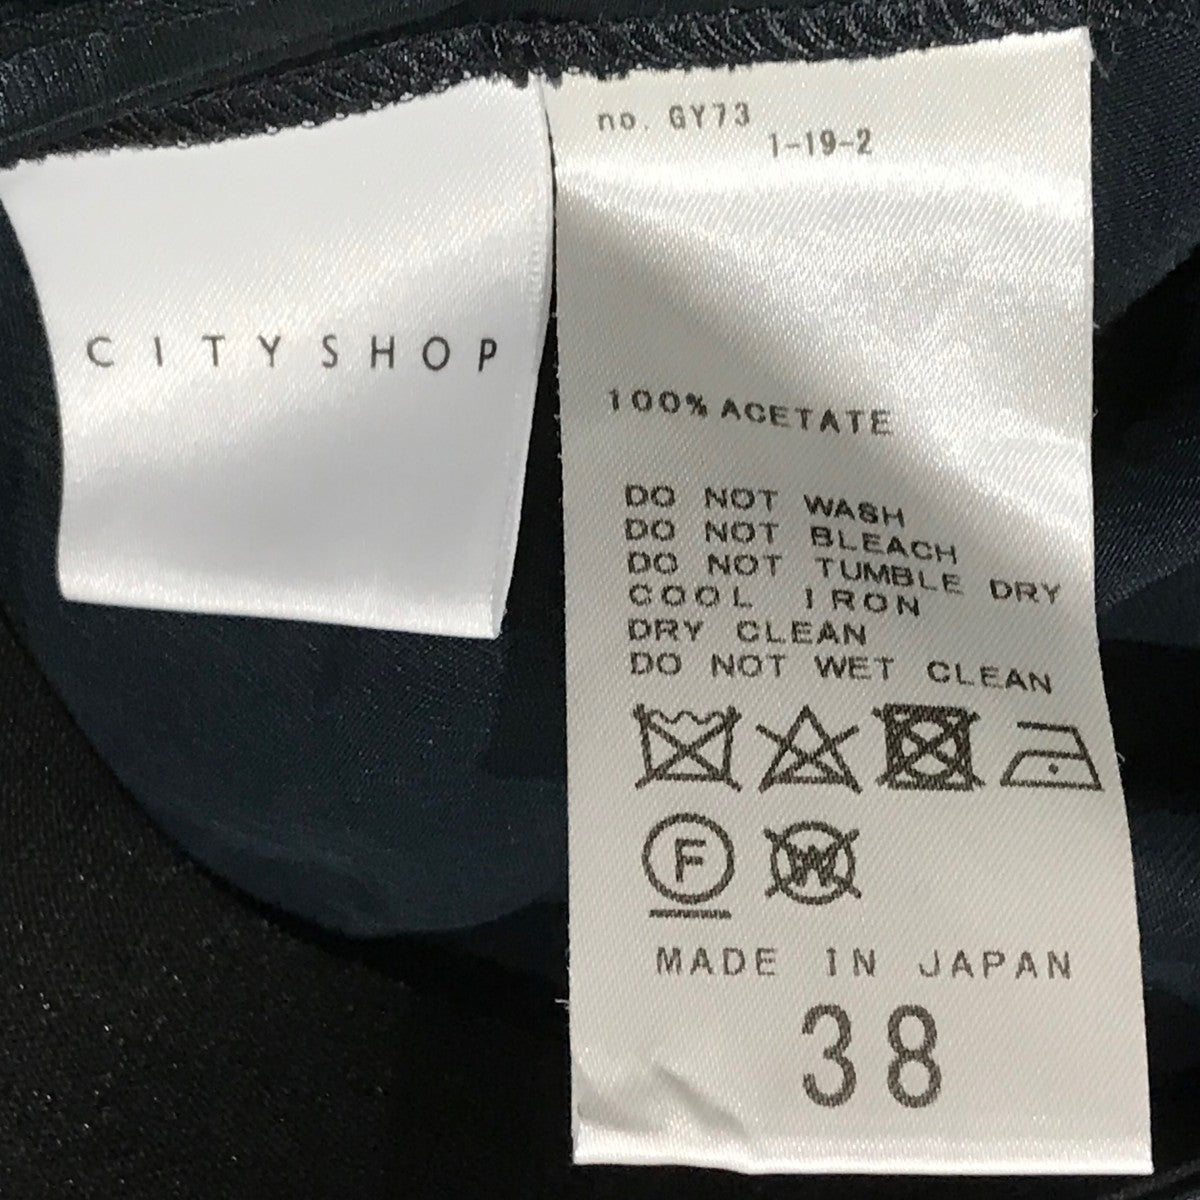 no. GY73
1-19-2
CITYSHOP
100% ACETATE
DO NOT WASH
DO NOT BLEACH
DO NOT TUMBLE DRY
COOL IRON
DRY CLEAN
DO NOT WET CLEAN
F W
MADE IN JAPAN
38